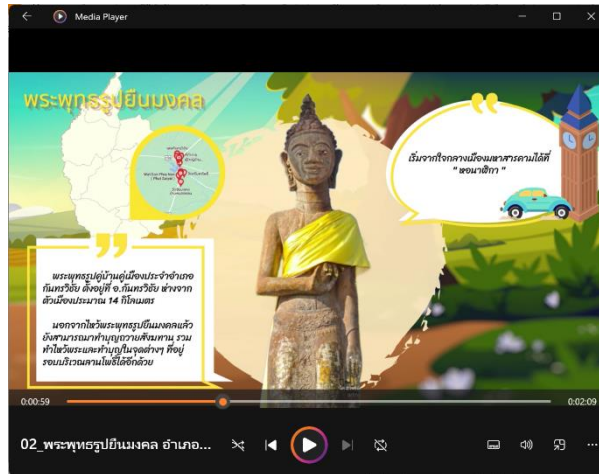 Media Player
พระพุทธรูปยืนมงคล
เริ่มจากใจกลางเมืองมหาสารคามได้ที่
" หอนาฬิกา "
พระพุทธรูปคู่บ้านคู่เมืองประจำอำเภอ
กันทรวิชัย ตั้งอยู่ที่ อ.กันทรวิชัย ห่างจาก
ตัวเมืองประมาณ 14 กิโลเมตร
นอกจากไหว้พระพุทธรูปยืนมงคลแล้ว
ยังสามารถมาทำบุญถวายสังฆทาน รวม
ทำไหว้พระและทำบุญในจุดต่างๆ ที่อยู่
รอบบริเวณลานโพธิ์ได้อีกด้วย
0:00:59
0:02:09
02_พระพุทธรูปยืนมงคล อำเภอ...